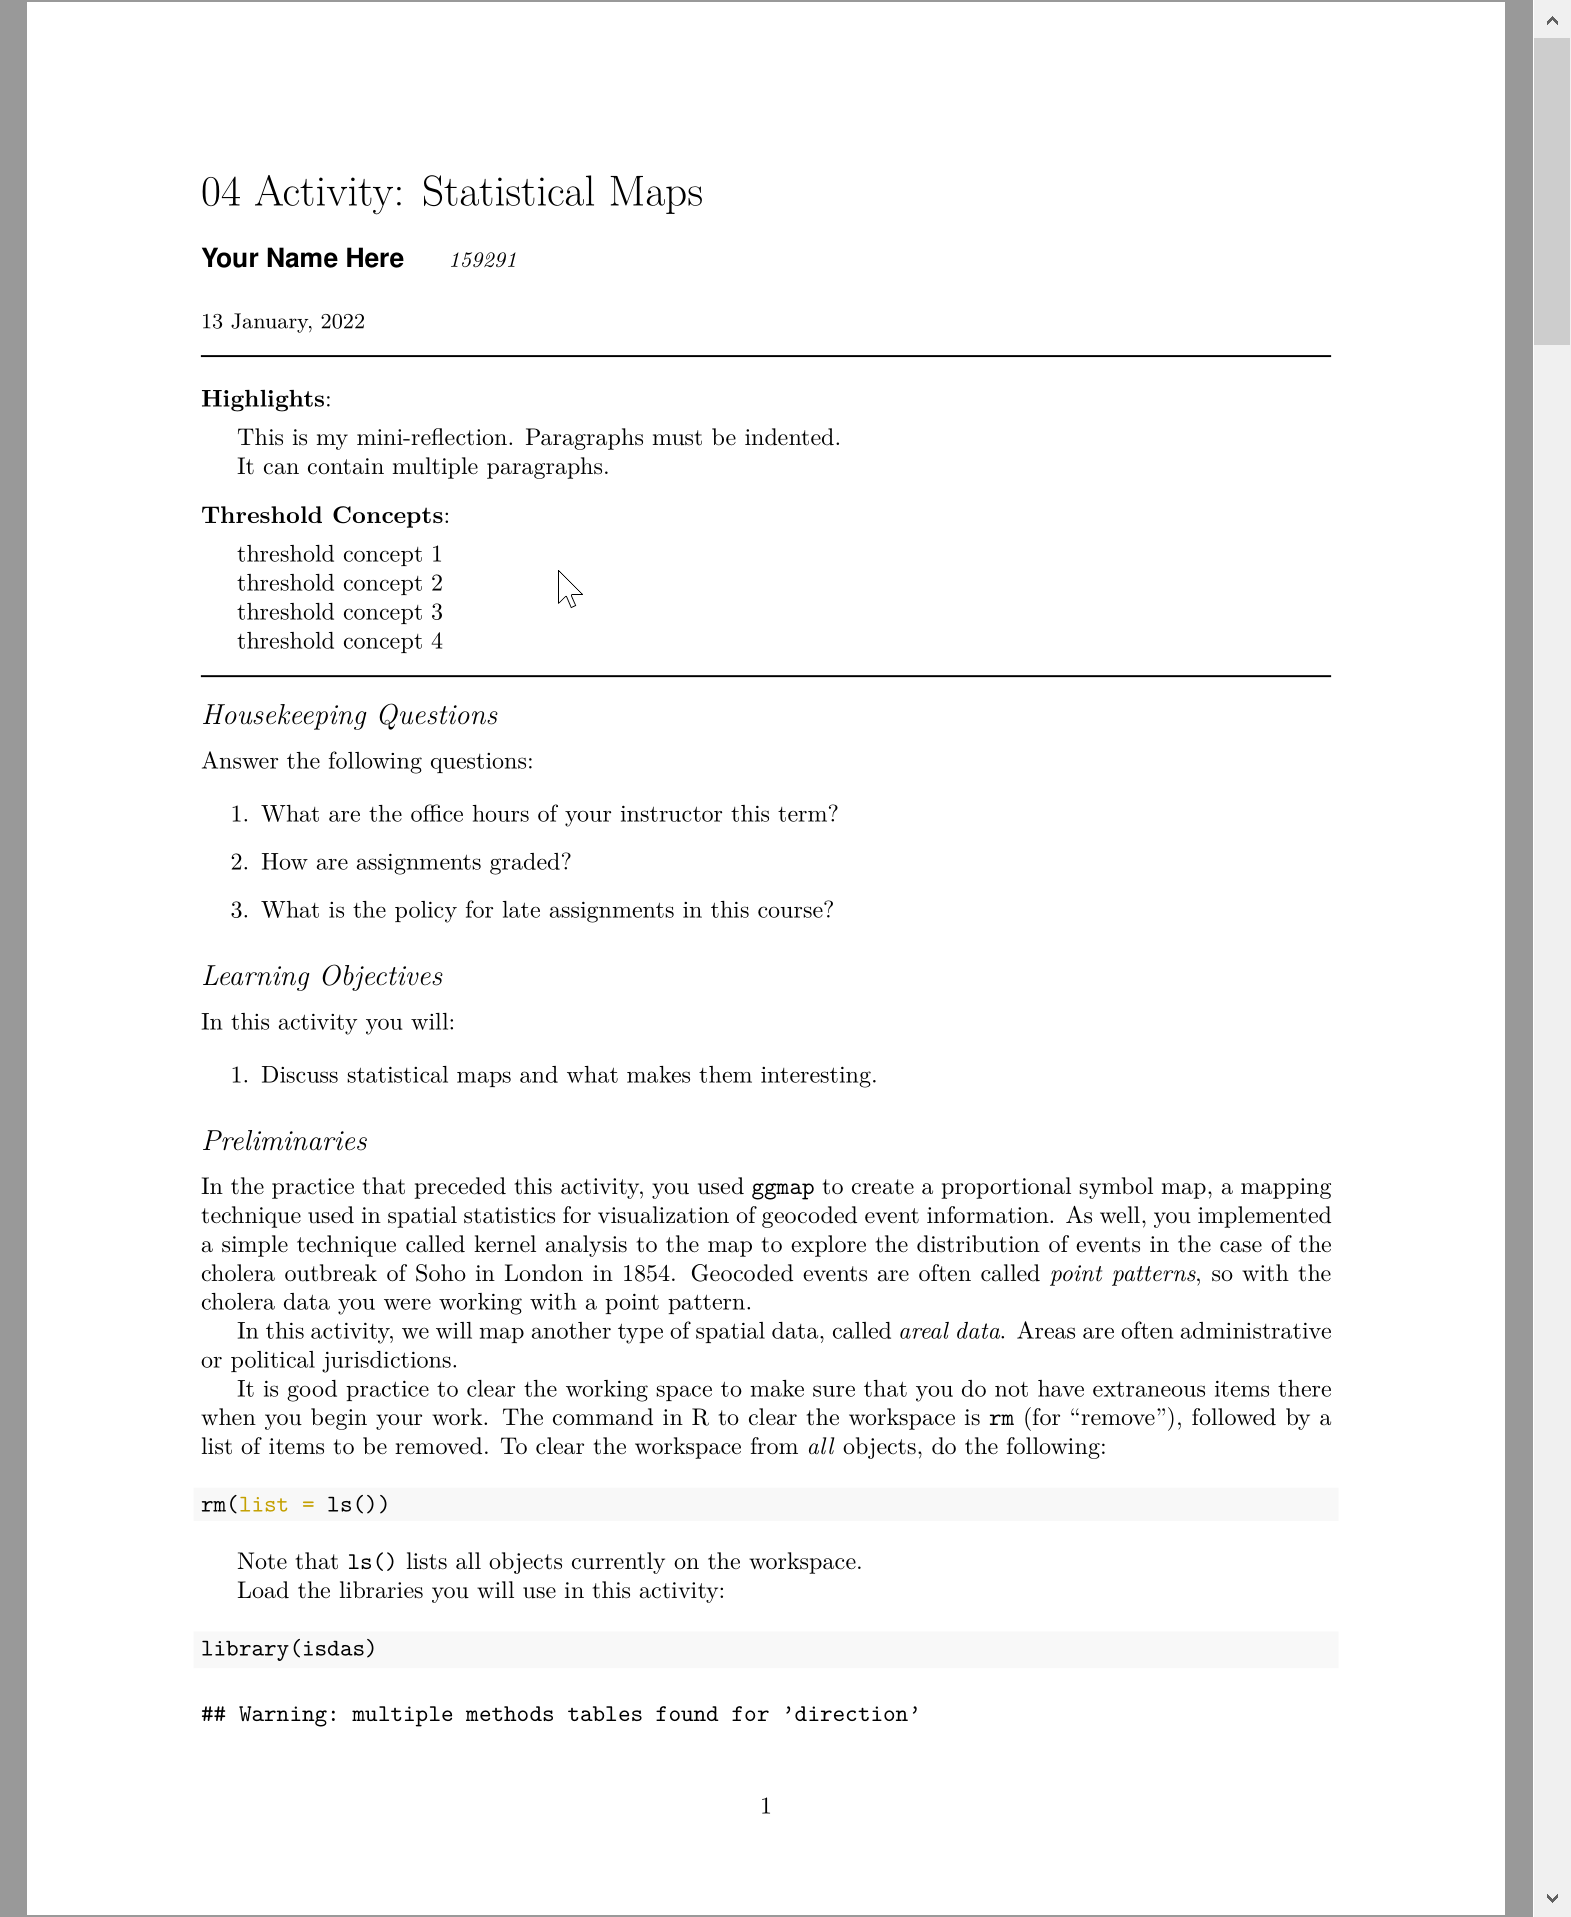 04 Activity: Statistical Maps
Your Name Here 159291
13 January, 2022
Highlights:
This is my mini-reflection. Paragraphs must be indented.
It can contain multiple paragraphs.
Threshold Concepts:
threshold concept 1
threshold concept 2
threshold concept 3
threshold concept 4
Housekeeping Questions
Answer the following questions:
1. What are the office hours of your instructor this term?
2. How are assignments graded?
3. What is the policy for late assignments in this course?
Learning Objectives
In this activity you will:
1. Discuss statistical maps and what makes them interesting.
Preliminaries
In the practice that preceded this activity, you used ggmap to create a proportional symbol map, a mapping
technique used in spatial statistics for visualization of geocoded event information. As well, you implemented
a simple technique called kernel analysis to the map to explore the distribution of events in the case of the
cholera outbreak of Soho in London in 1854. Geocoded events are often called point patterns, so with the
cholera data you were working with a point pattern.
In this activity, we will map another type of spatial data, called areal data. Areas are often administrative
or political jurisdictions.
It is good practice to clear the working space to make sure that you do not have extraneous items there
when you begin your work. The command in R to clear the workspace is rm (for “remove”), followed by a
list of items to be removed. To clear the workspace from all objects, do the following:
rm(list = ls())
Note that ls() lists all objects currently on the workspace.
Load the libraries you will use in this activity:
library(isdas)
## Warning: multiple methods tables found for ’direction’
1